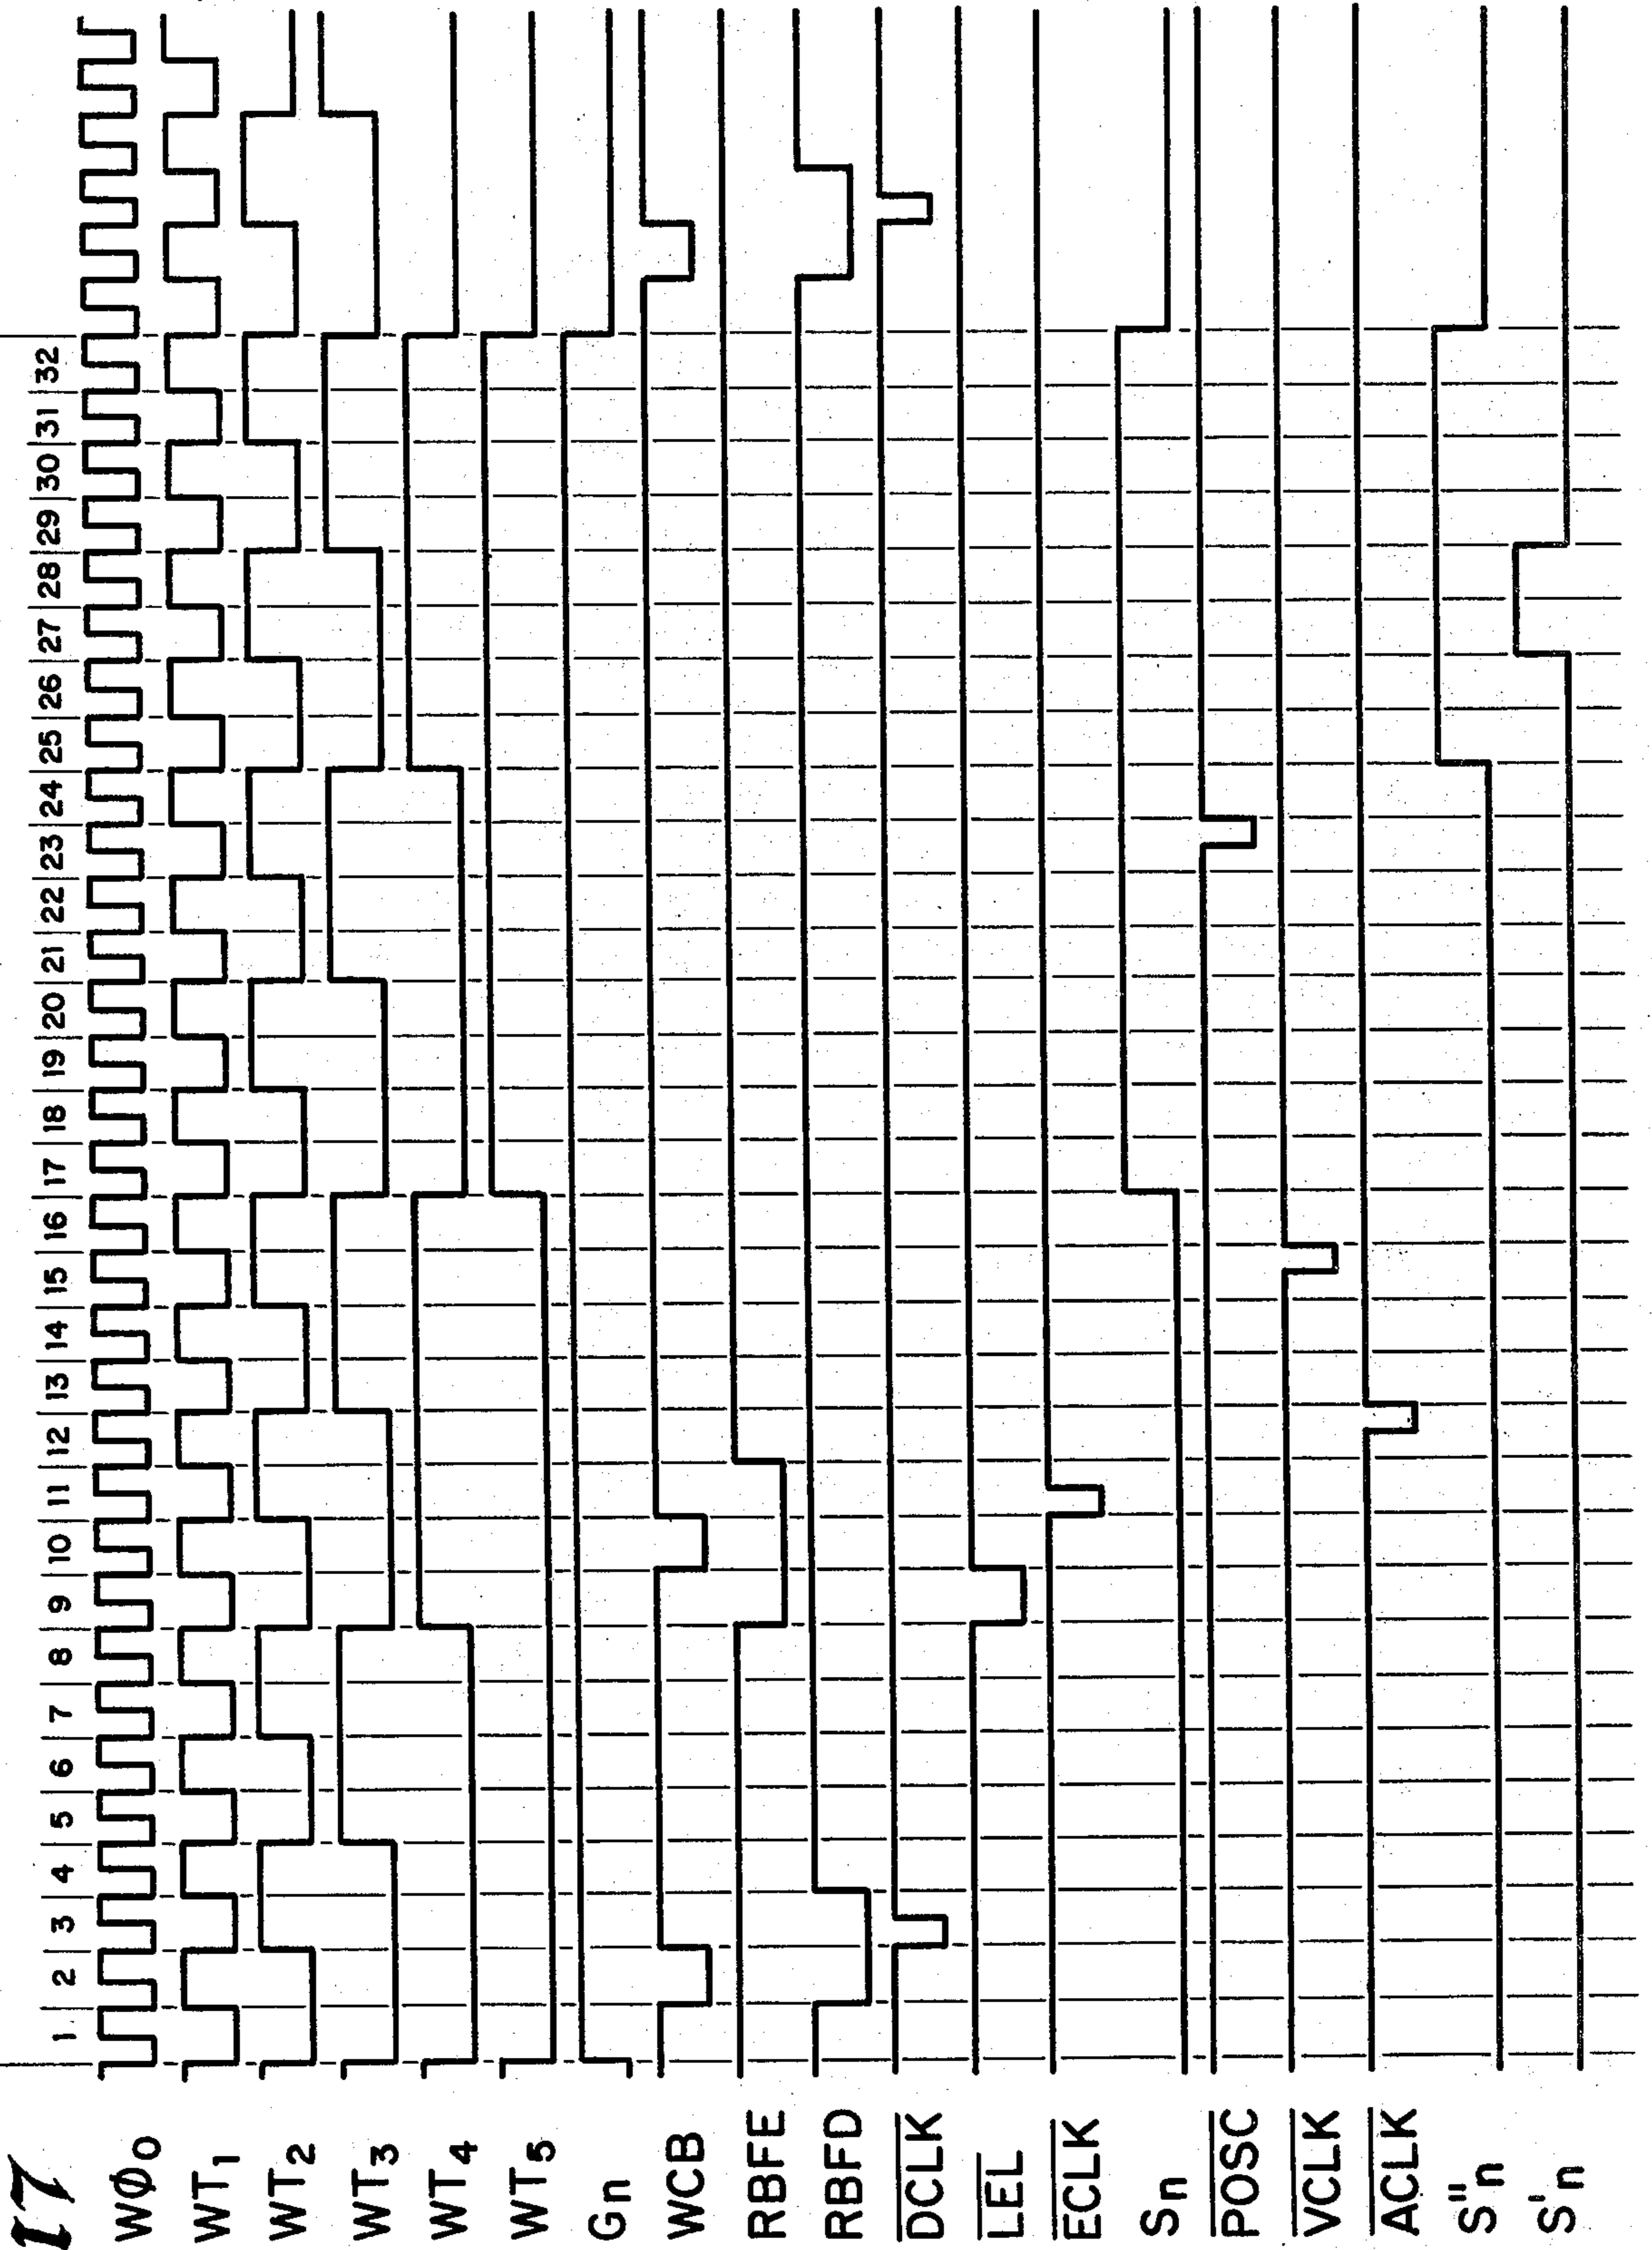 17
1 2 3 4 5 6 7 8 9 10 11 12 13 14 15 16 17 18 19 20 21 22 23 24 25 26 27 28 29 30 31 32
WØ0
WT1
WT2
WT3
WT4
WT5
Gn
WCB
RBFE
RBFD
DCLK
LEL
ECLK
Sn
POSC
VCLK
ACLK
S"n
S'n